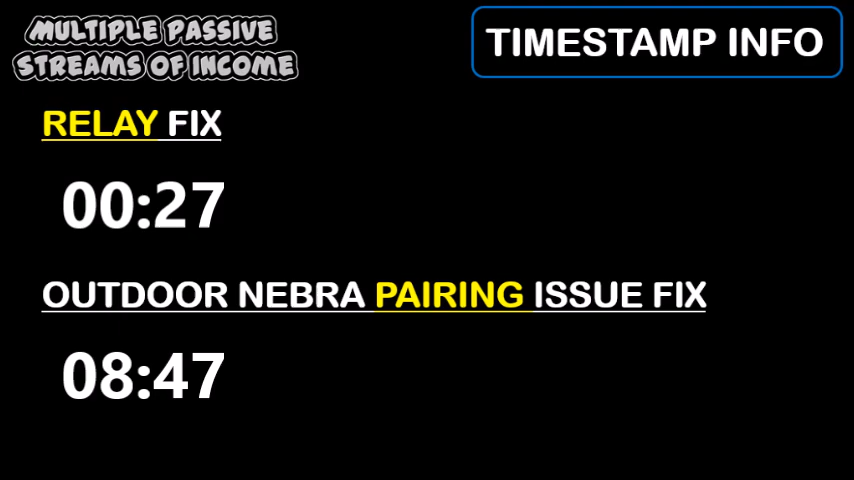 MULTIPLE PASSIVE
STREAMS OF INCOME
TIMESTAMP INFO
RELAY FIX
00:27
OUTDOOR NEBRA PAIRING ISSUE FIX
08:47